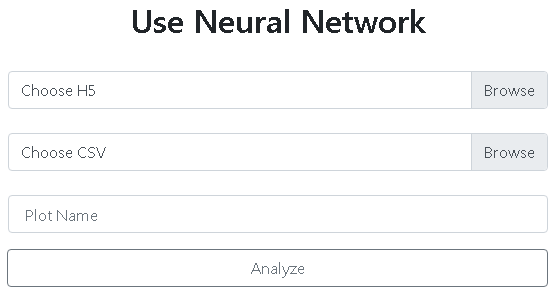 Use Neural Network
Choose H5 Browse
Choose CSV Browse
Plot Name
Analyze